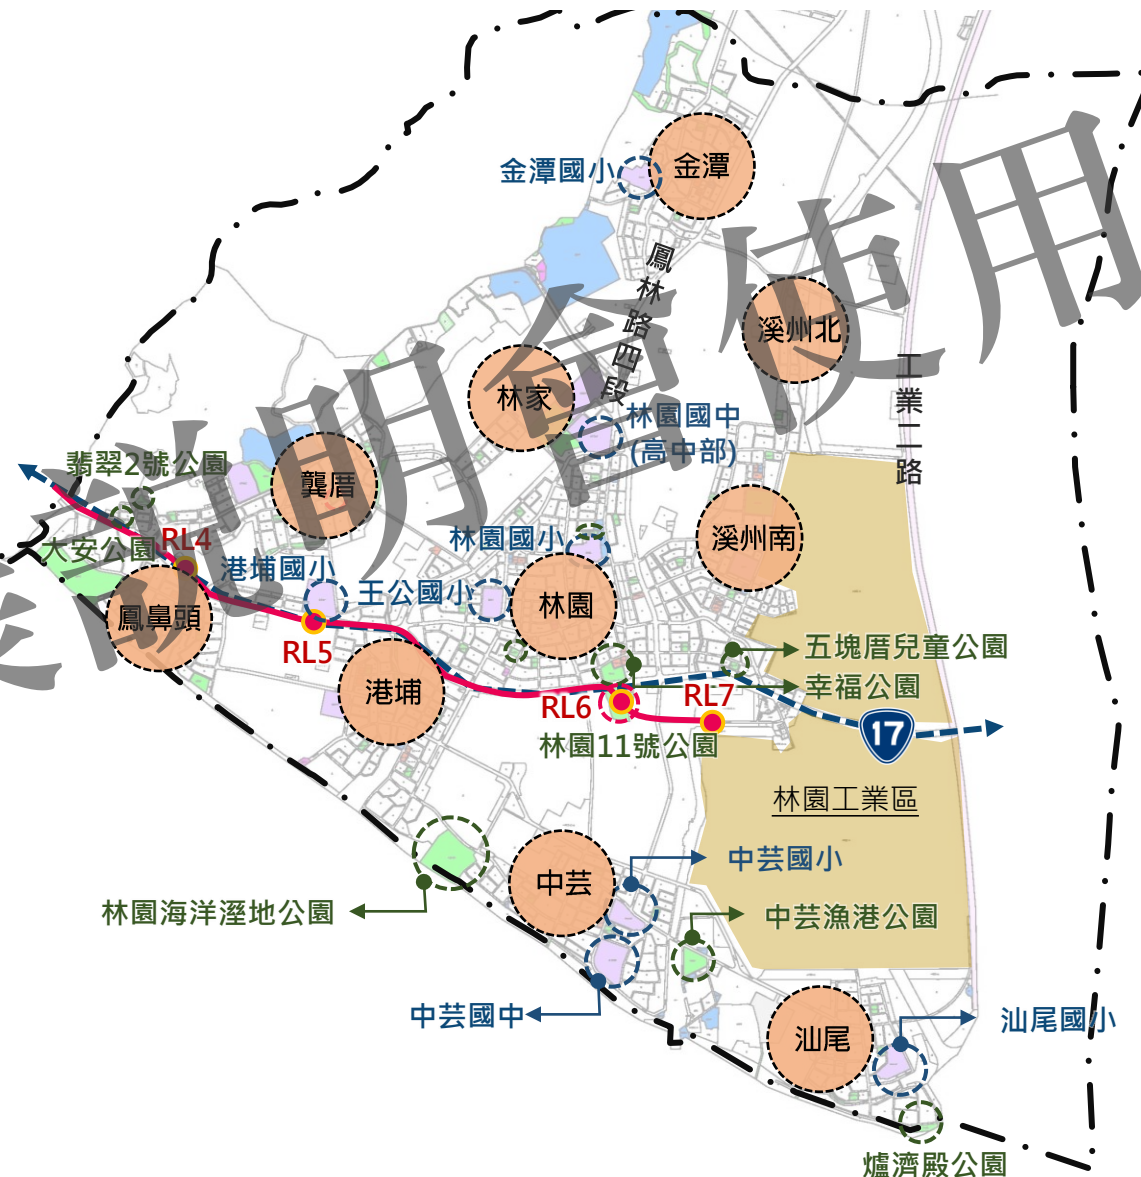 金潭國小
金潭
鳳林路四段
溪州北
工業二路
林家
林園國中
(高中部)
翡翠2號公園
龔厝
大安公園
RL4
港埔國小
王公國小
林園國小
溪州南
鳳鼻頭
林園
RL5
港埔
五塊厝兒童公園
幸福公園
RL6
RL7
17
林園11號公園
林園工業區
中芸國小
中芸
林園海洋溼地公園
中芸漁港公園
中芸國中
汕尾
汕尾國小
爐濟殿公園
說明會使用